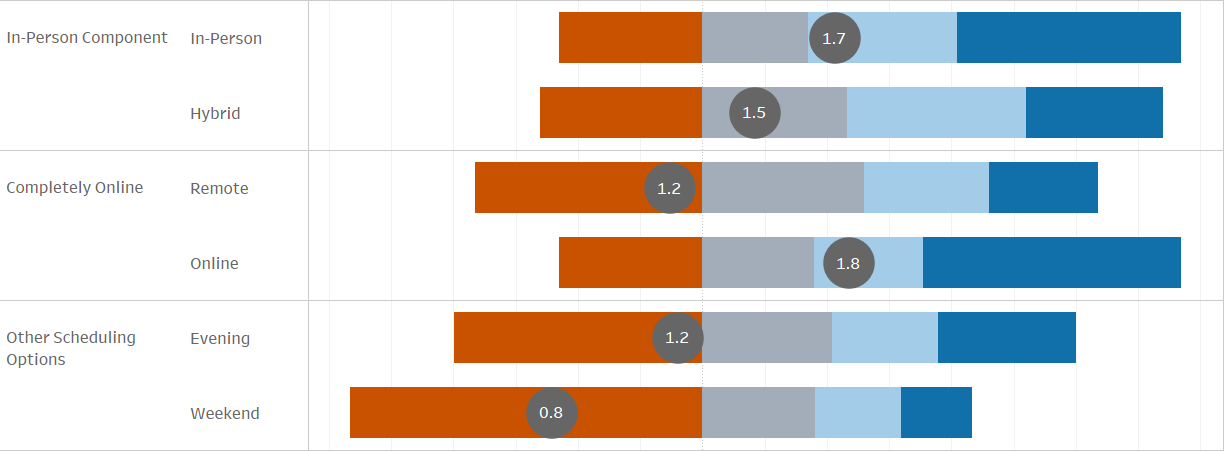 In-Person Component In-Person 1.7
Hybrid 1.5
Completely Online Remote 1.2
Online 1.8
Other Scheduling Options Evening 1.2
Weekend 0.8